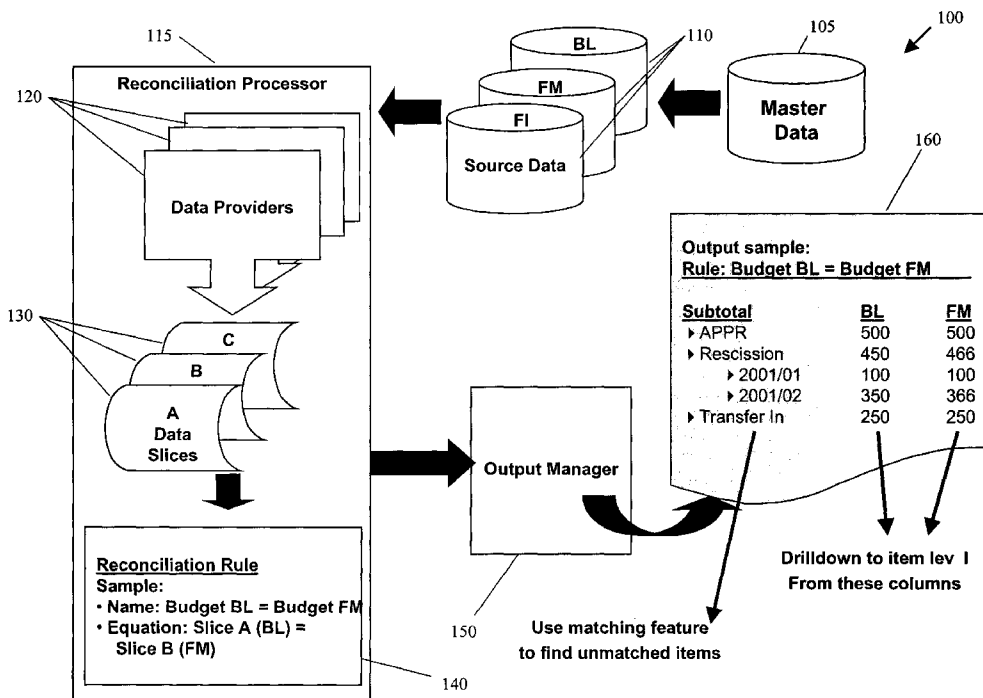 100
115
Reconciliation Processor
120
Data Providers
130
C
B
A
Data
Slices
Reconciliation Rule
Sample:
• Name: Budget BL = Budget FM
• Equation: Slice A (BL) =
Slice B (FM)
140
110
BL
FM
FI
Source Data
105
Master
Data
Output Manager
150
160
Output sample:
Rule: Budget BL = Budget FM
Subtotal BL FM
APPR 500 500
Rescission 450 466
2001/01 100 100
2001/02 350 366
Transfer In 250 250
Drilldown to item lev l
From these columns
Use matching feature
to find unmatched items